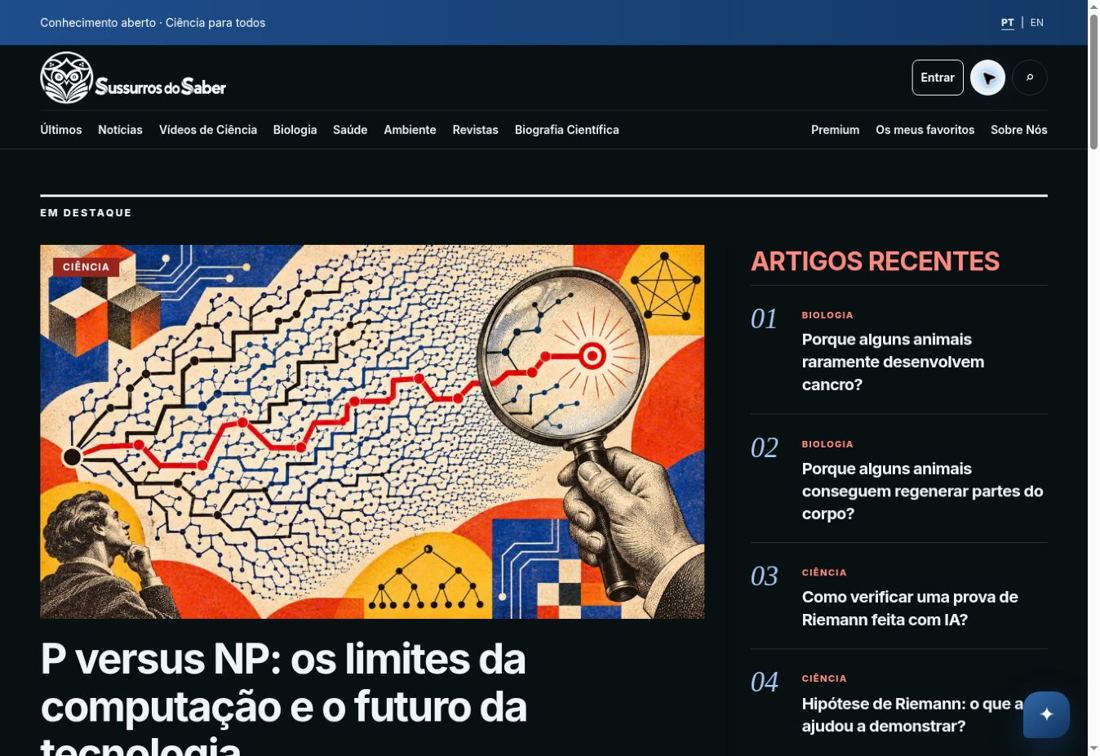 Conhecimento aberto · Ciência para todos
PT | EN
Sussurros do Saber
Entrar
Últimos Notícias Vídeos de Ciência Biologia Saúde Ambiente Revistas Biografia Científica Premium Os meus favoritos Sobre Nós
EM DESTAQUE
CIÊNCIA
P versus NP: os limites da
computação e o futuro da
tecnologia
ARTIGOS RECENTES
01
BIOLOGIA
Porque alguns animais
raramente desenvolvem
cancro?
02
BIOLOGIA
Porque alguns animais
conseguem regenerar partes do
corpo?
03
CIÊNCIA
Como verificar uma prova de
Riemann feita com IA?
04
CIÊNCIA
Hipótese de Riemann: o que a
ajudou a demonstrar?